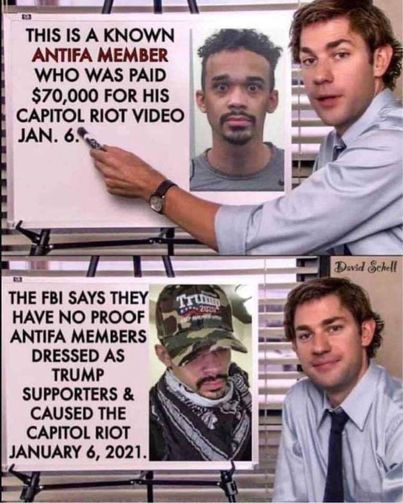 THIS IS A KNOWN
ANTIFA MEMBER
WHO WAS PAID
$70,000 FOR HIS
CAPITOL RIOT VIDEO
JAN. 6.
David Schell
THE FBI SAYS THEY
HAVE NO PROOF
ANTIFA MEMBERS
DRESSED AS
TRUMP
SUPPORTERS &
CAUSED THE
CAPITOL RIOT
JANUARY 6, 2021.
Trump